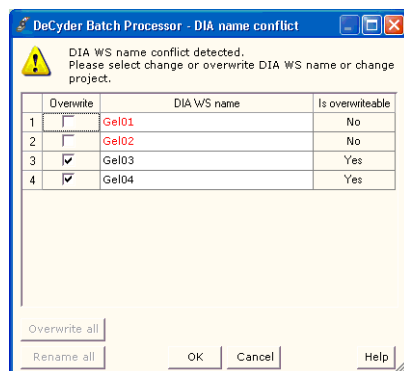 DeCyder Batch Processor - DIA name conflict
DIA WS name conflict detected.
Please select change or overwrite DIA WS name or change
project.
Overwrite DIA WS name Is overwriteable
1 Gel01 No
2 Gel02 No
3 Gel03 Yes
4 Gel04 Yes
Overwrite all
Rename all OK Cancel Help